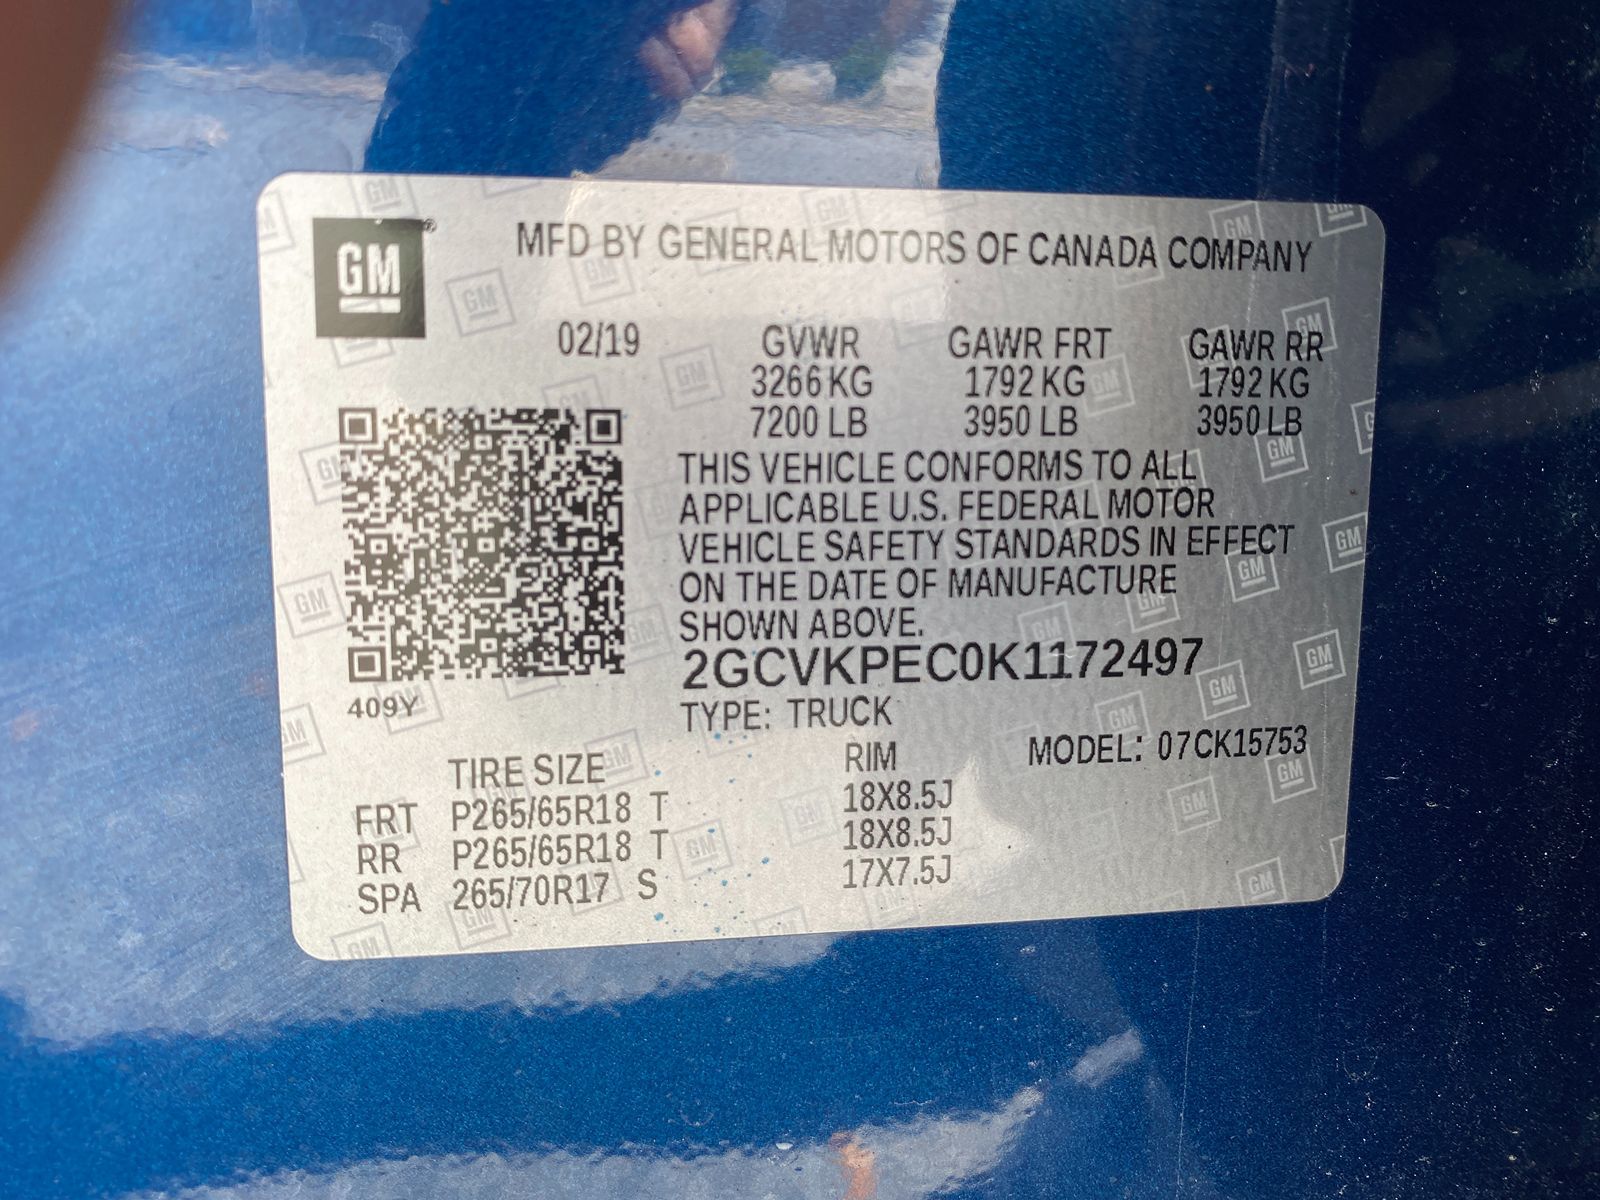 GM
MFD BY GENERAL MOTORS OF CANADA COMPANY
02/19 GVWR GAWR FRT GAWR RR
3266 KG 1792 KG 1792 KG
7200 LB 3950 LB 3950 LB
THIS VEHICLE CONFORMS TO ALL
APPLICABLE U.S. FEDERAL MOTOR
VEHICLE SAFETY STANDARDS IN EFFECT
ON THE DATE OF MANUFACTURE
SHOWN ABOVE.
2GCVKPEC0K1172497
409Y
TYPE: TRUCK
TIRE SIZE RIM MODEL: 07CK15753
FRT P265/65R18 T 18X8.5J
RR P265/65R18 T 18X8.5J
SPA 265/70R17 S 17X7.5J